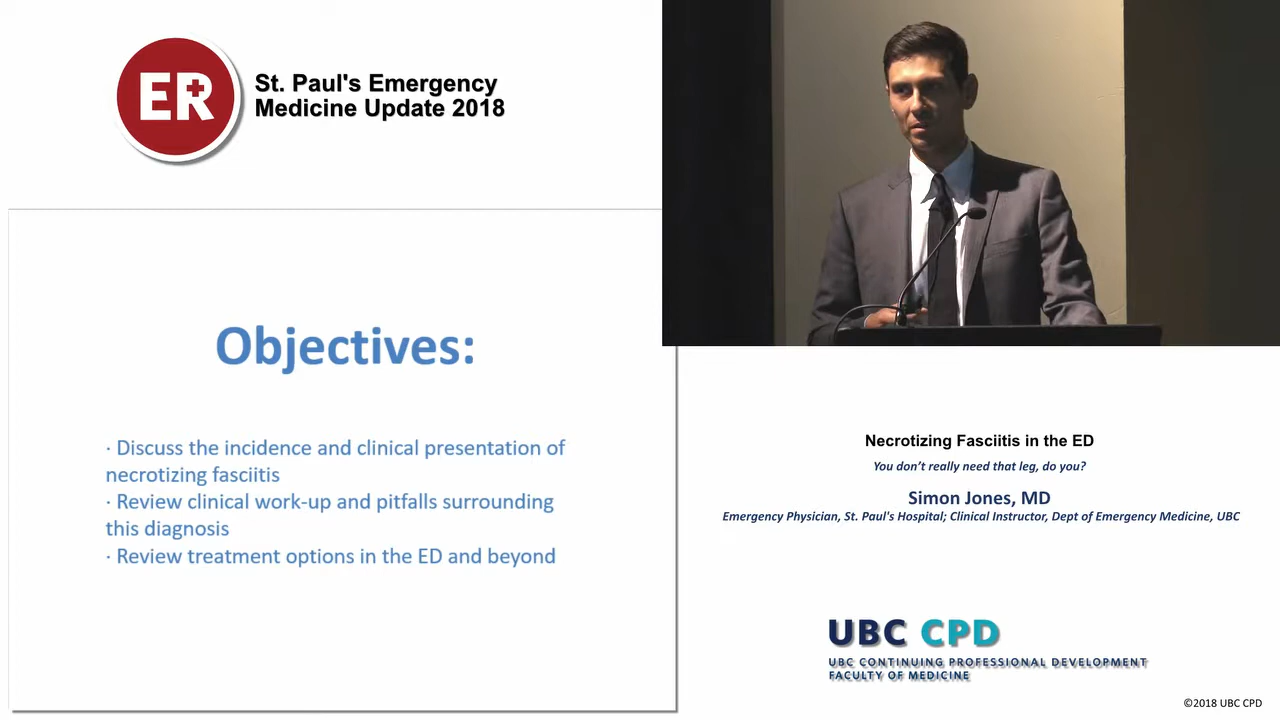 ER
St. Paul's Emergency
Medicine Update 2018
Objectives:
· Discuss the incidence and clinical presentation of
necrotizing fasciitis
· Review clinical work-up and pitfalls surrounding
this diagnosis
· Review treatment options in the ED and beyond
Necrotizing Fasciitis in the ED
You don't really need that leg, do you?
Simon Jones, MD
Emergency Physician, St. Paul's Hospital; Clinical Instructor, Dept of Emergency Medicine, UBC
UBC CPD
UBC CONTINUING PROFESSIONAL DEVELOPMENT
FACULTY OF MEDICINE
©2018 UBC CPD